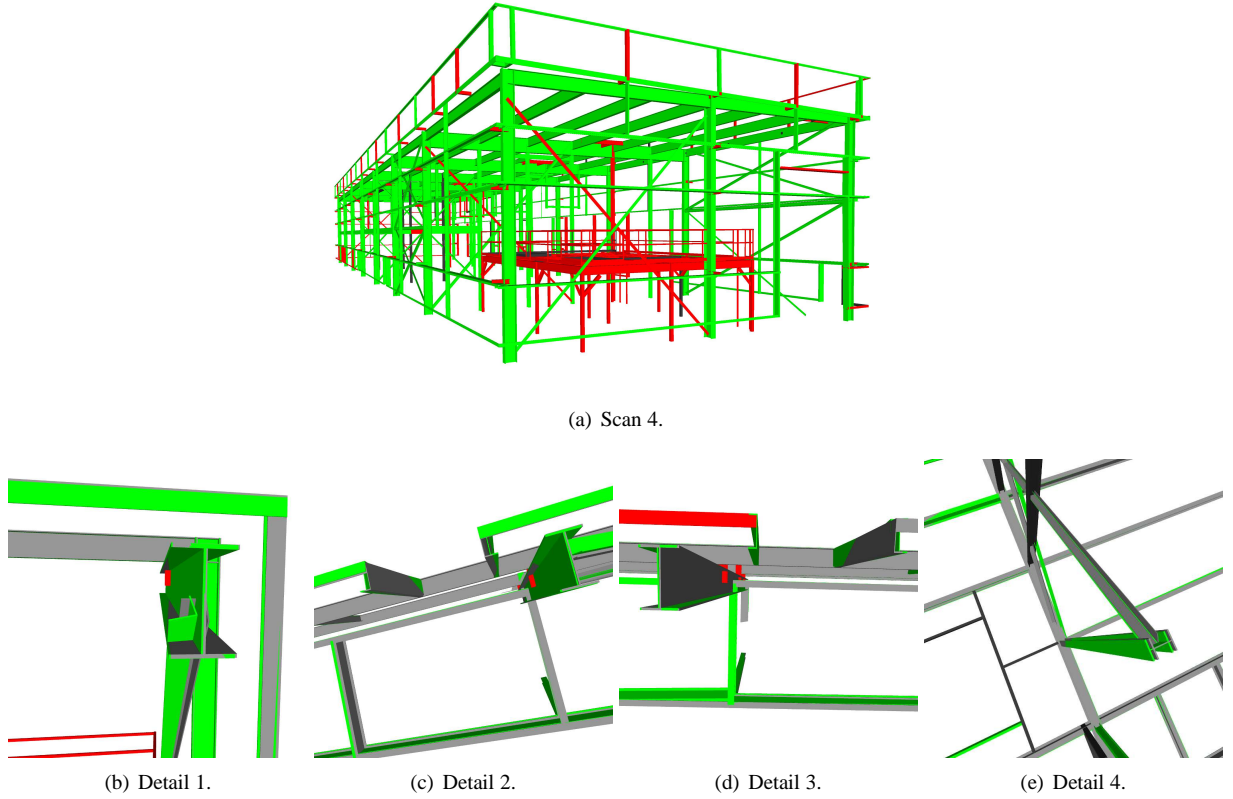 (a) Scan 4.
(b) Detail 1.
(c) Detail 2.
(d) Detail 3.
(e) Detail 4.